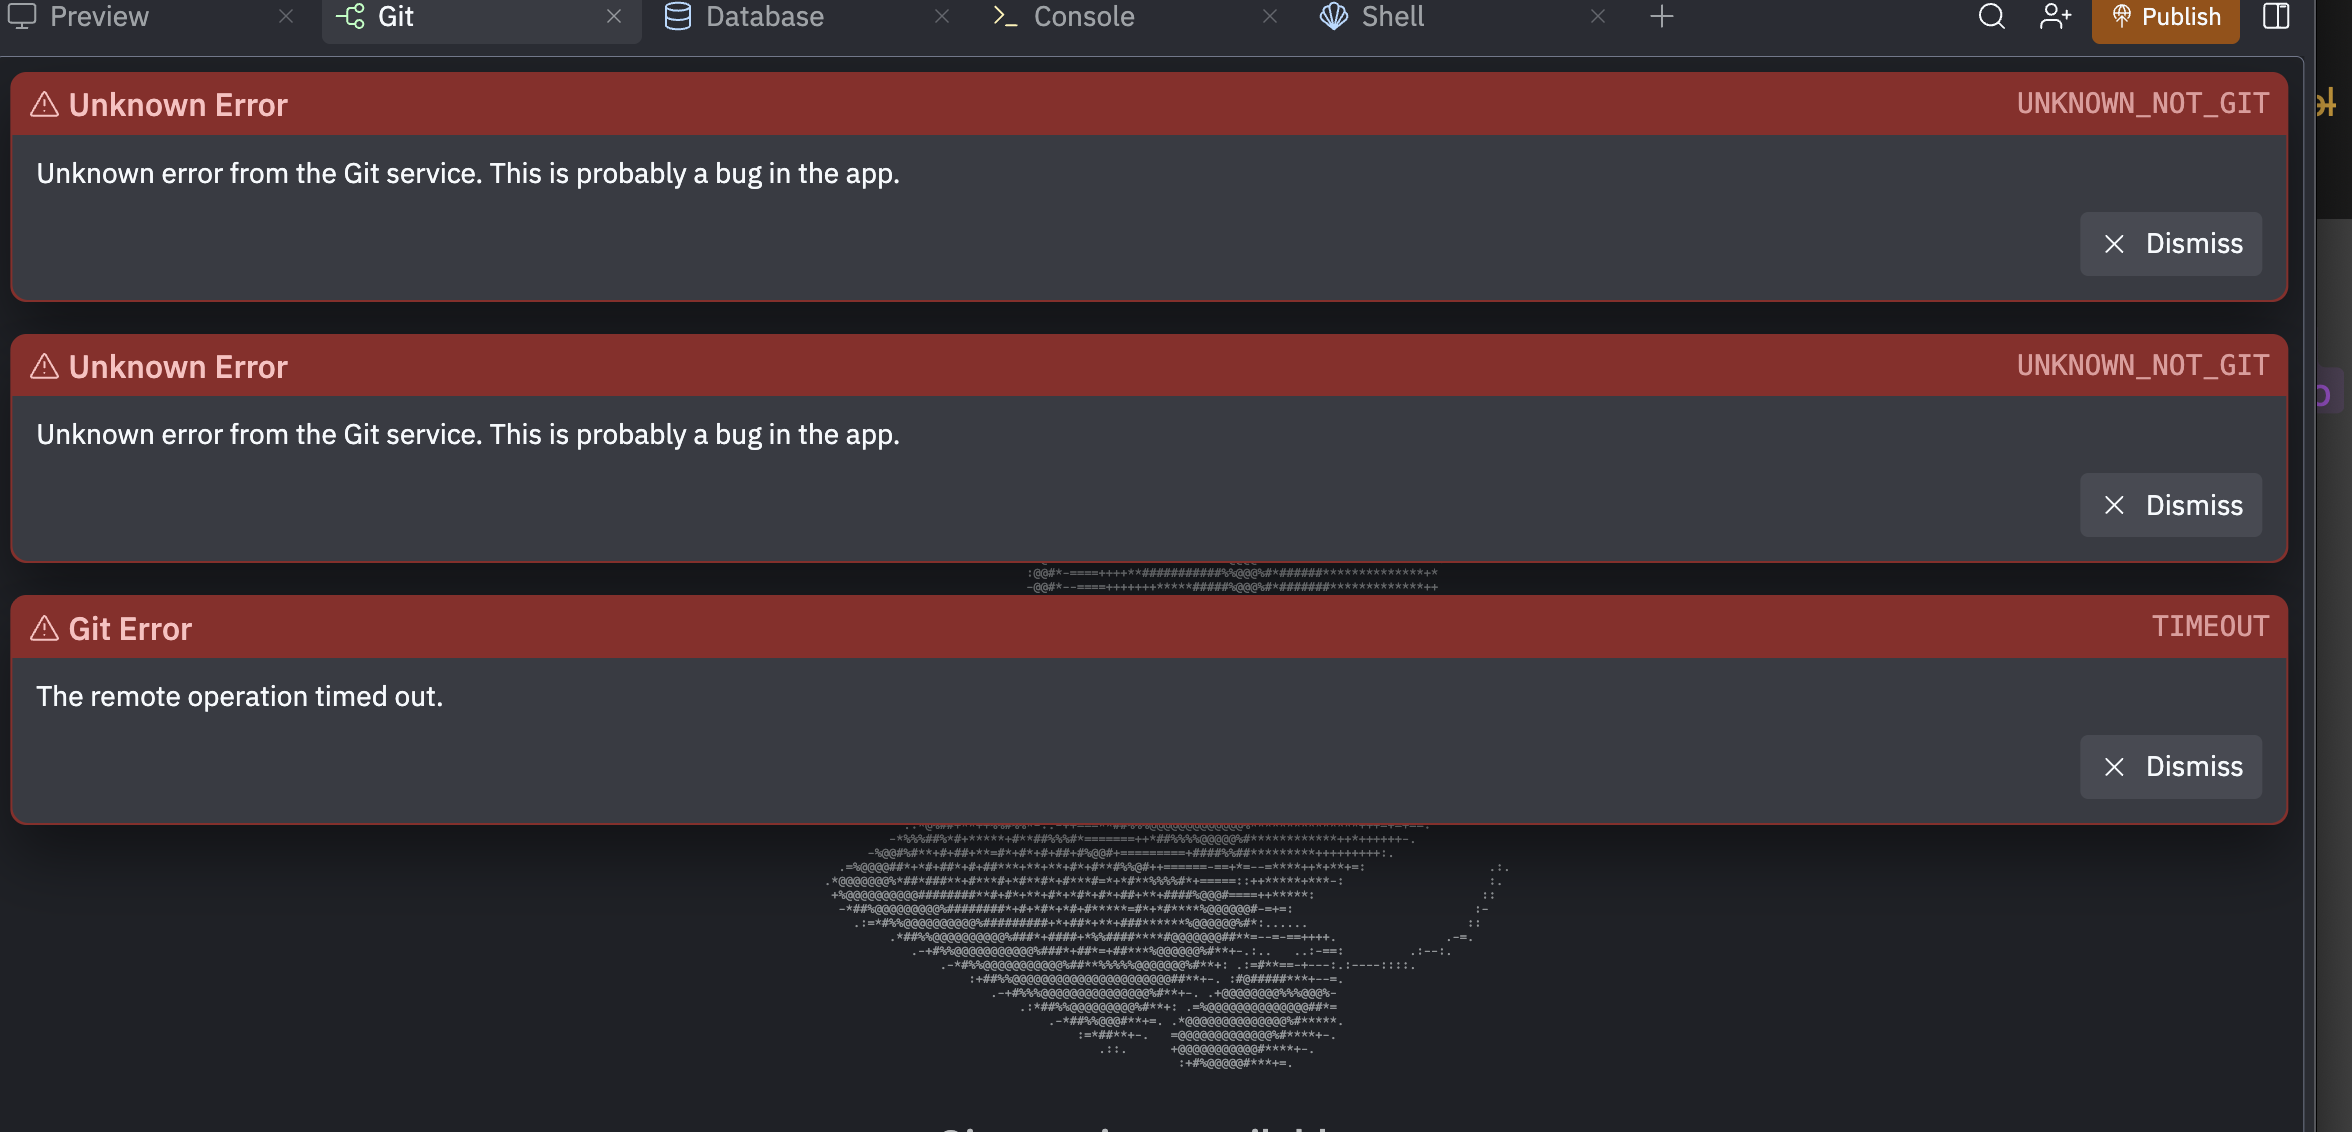 Preview
Git
Database
Console
Shell
Publish
Unknown Error
UNKNOWN_NOT_GIT
Unknown error from the Git service. This is probably a bug in the app.
Dismiss
Unknown Error
UNKNOWN_NOT_GIT
Unknown error from the Git service. This is probably a bug in the app.
Dismiss
Git Error
TIMEOUT
The remote operation timed out.
Dismiss